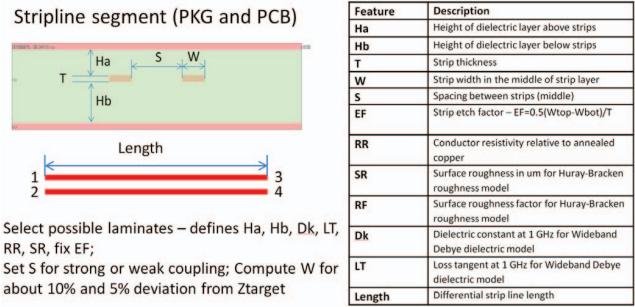 Stripline segment (PKG and PCB)
Ha
S
W
T
Hb
Length
1
3
2
4
Select possible laminates – defines Ha, Hb, Dk, LT,
RR, SR, fix EF;
Set S for strong or weak coupling; Compute W for
about 10% and 5% deviation from Ztarget
Feature Description
Ha Height of dielectric layer above strips
Hb Height of dielectric layer below strips
T Strip thickness
W Strip width in the middle of strip layer
S Spacing between strips (middle)
EF Strip etch factor – EF=0.5(Wtop-Wbot)/T
RR Conductor resistivity relative to annealed
copper
SR Surface roughness in um for Huray-Bracken
roughness model
RF Surface roughness factor for Huray-Bracken
roughness model
Dk Dielectric constant at 1 GHz for Wideband
Debye dielectric model
LT Loss tangent at 1 GHz for Wideband Debye
dielectric model
Length Differential strip line length